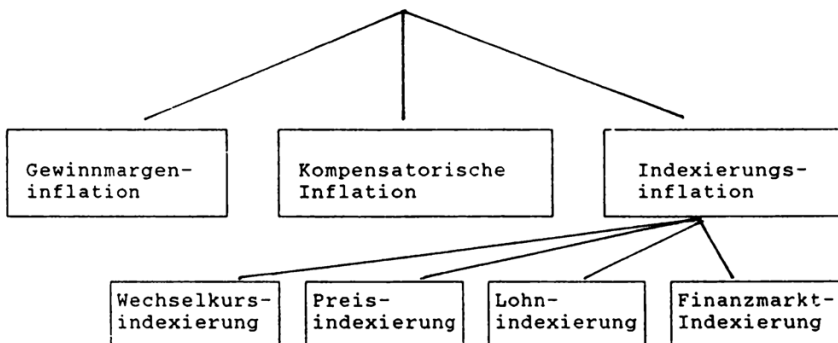 Gewinnmargen-
inflation
Kompensatorische
Inflation
Indexierungs-
inflation
Wechselkurs-
indexierung
Preis-
indexierung
Lohn-
indexierung
Finanzmarkt-
Indexierung